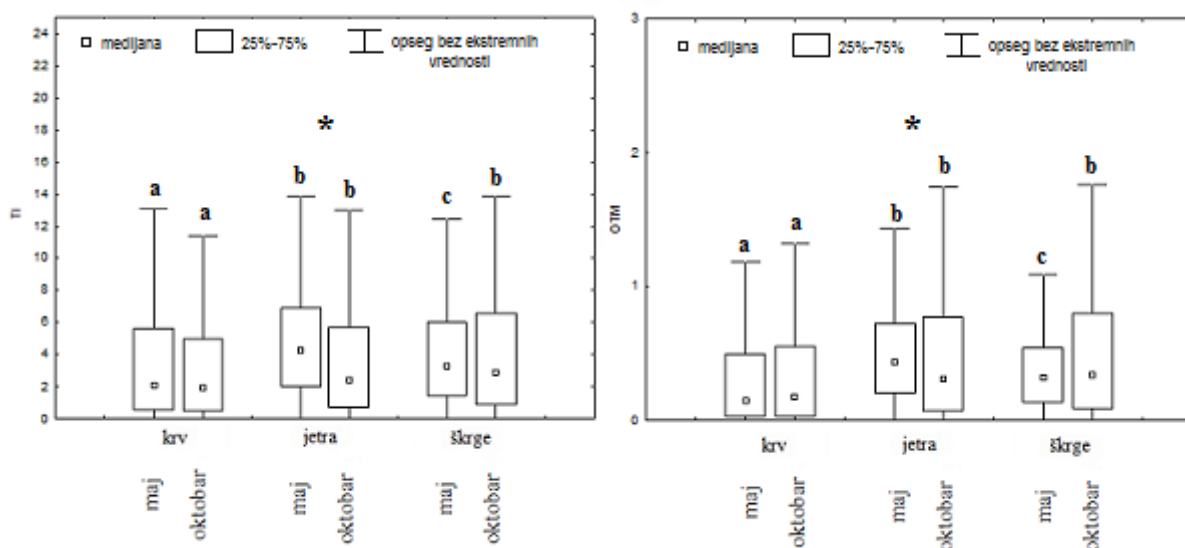 24
22
20
18
16
14
12
10
8
6
4
2
0
TI
medijana
25%-75%
opseg bez ekstremnih
vrednosti
*
a
a
b
b
c
b
krv
jetra
škrge
maj
oktobar
maj
oktobar
maj
oktobar
3
2
1
0
OTM
medijana
25%-75%
opseg bez ekstremnih
vrednosti
*
a
a
b
b
c
b
krv
jetra
škrge
maj
oktobar
maj
oktobar
maj
oktobar